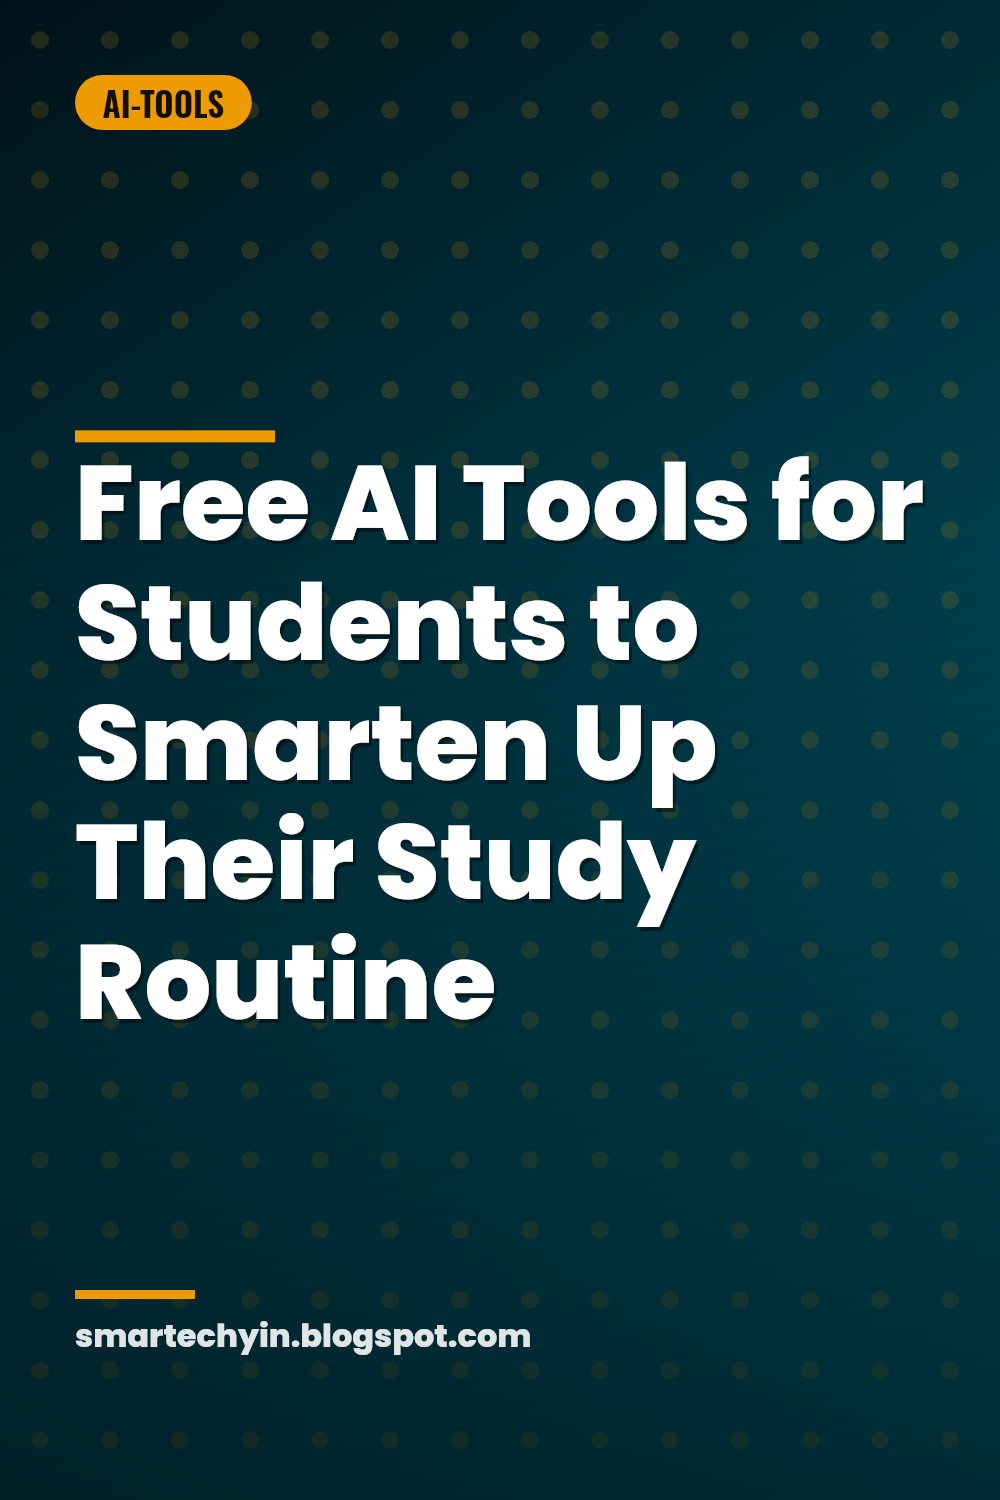 AI-TOOLS
Free AI Tools for
Students to
Smarten Up
Their Study
Routine
smartechyin.blogspot.com